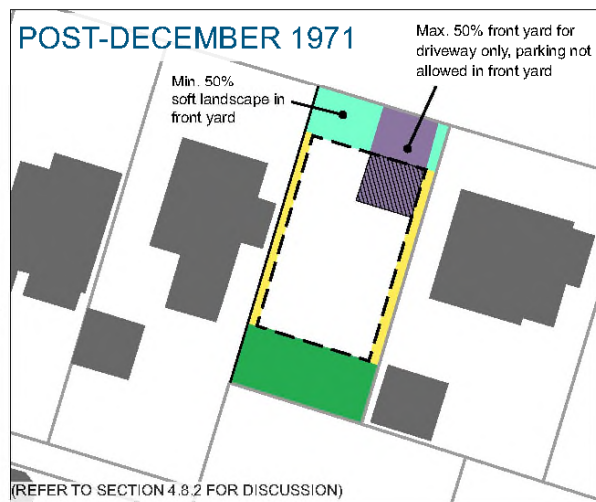 POST-DECEMBER 1971
Max. 50% front yard for
driveway only, parking not
allowed in front yard
Min. 50%
soft landscape in
front yard
(REFER TO SECTION 4.8.2 FOR DISCUSSION)